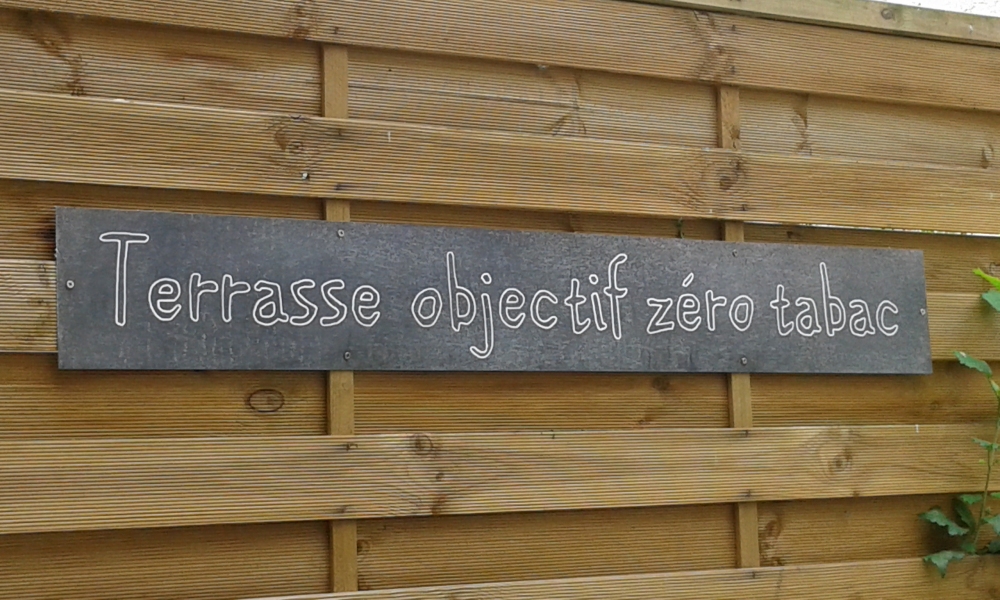 Terrasse objectif zéro tabac